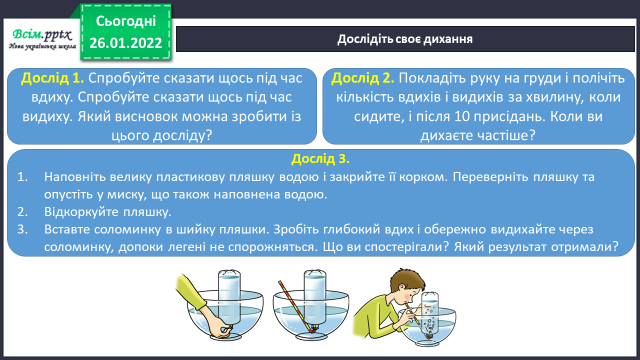 Всім.pptx
Нова українська школа
Сьогодні
26.01.2022
Дослідіть своє дихання
Дослід 1. Спробуйте сказати щось під час
вдиху. Спробуйте сказати щось під час
видиху. Який висновок можна зробити із
цього досліду?
Дослід 2. Покладіть руку на груди і полічіть
кількість вдихів і видихів за хвилину, коли
сидите, і після 10 присідань. Коли ви
дихаєте частіше?
Дослід 3.
1. Наповніть велику пластикову пляшку водою і закрийте її корком. Переверніть пляшку та
опустіть у миску, що також наповнена водою.
2. Відкоркуйте пляшку.
3. Вставте соломинку в шийку пляшки. Зробіть глибокий вдих і обережно видихайте через
соломинку, допоки легені не спорожняться. Що ви спостерігали? Який результат отримали?